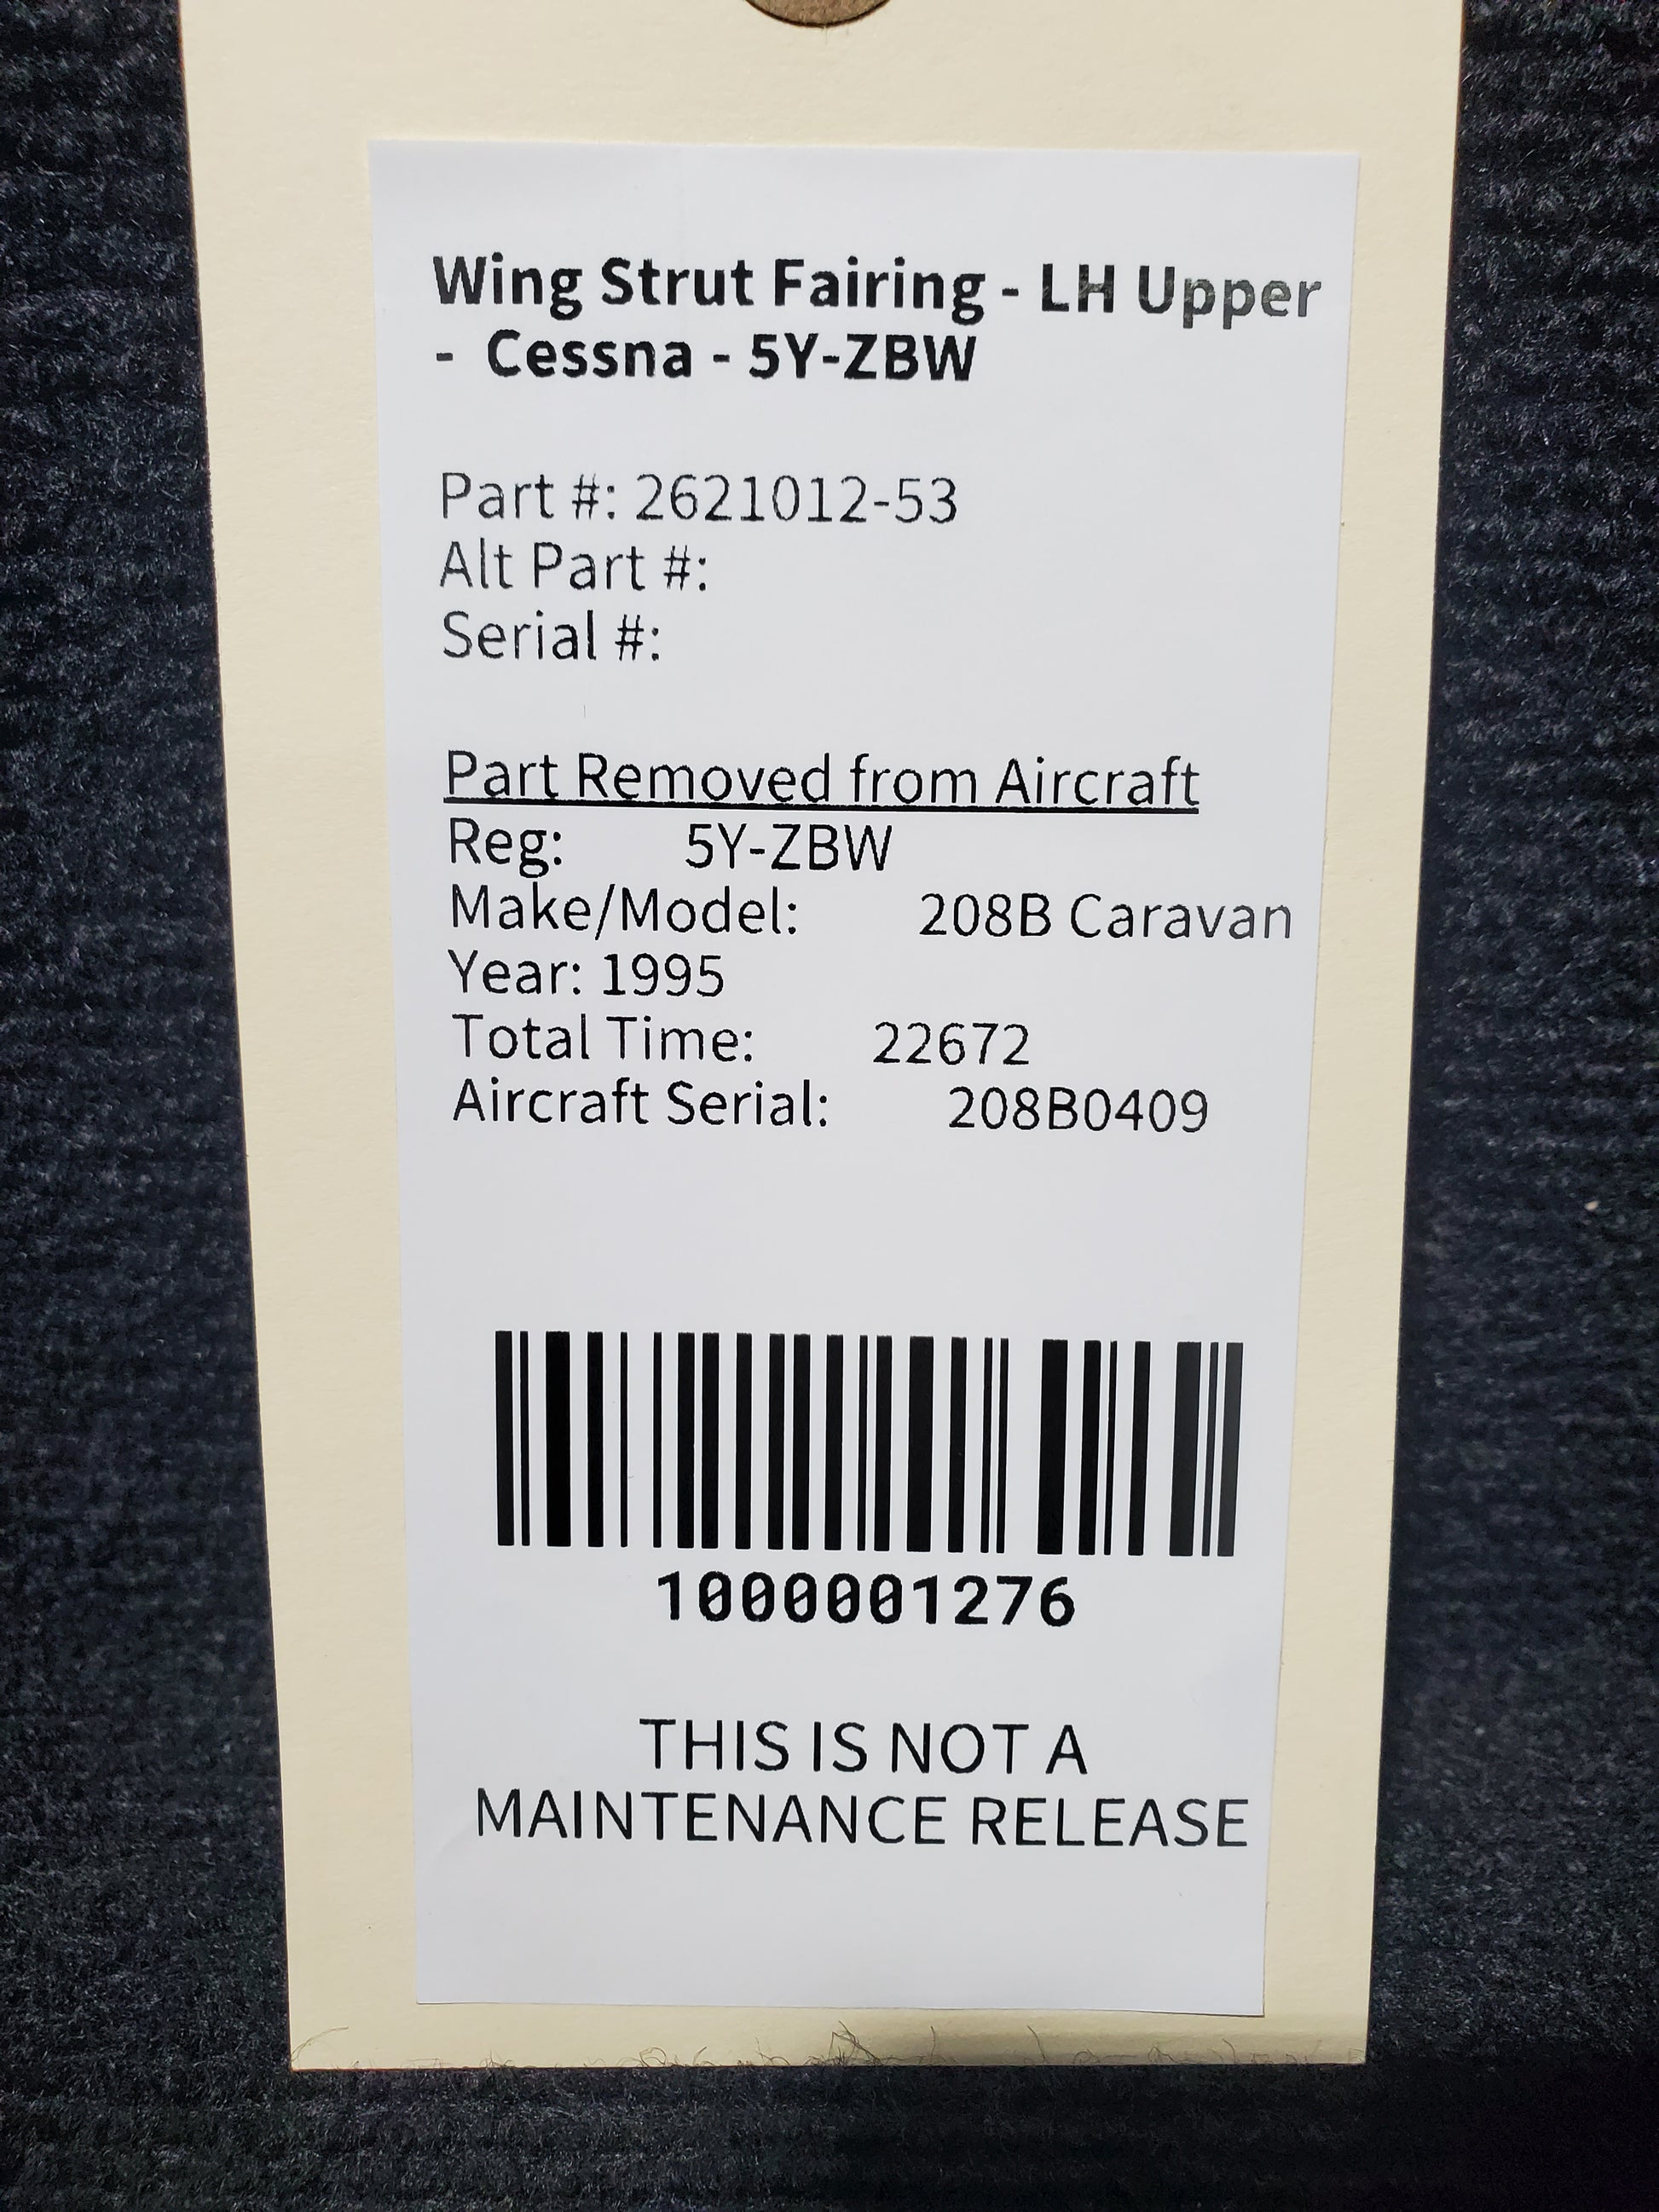 Wing Strut Fairing - LH Upper
- Cessna - 5Y-ZBW
Part #: 2621012-53
Alt Part #:
Serial #:
Part Removed from Aircraft
Reg: 5Y-ZBW
Make/Model: 208B Caravan
Year: 1995
Total Time: 22672
Aircraft Serial: 208B0409
1000001276
THIS IS NOT A
MAINTENANCE RELEASE